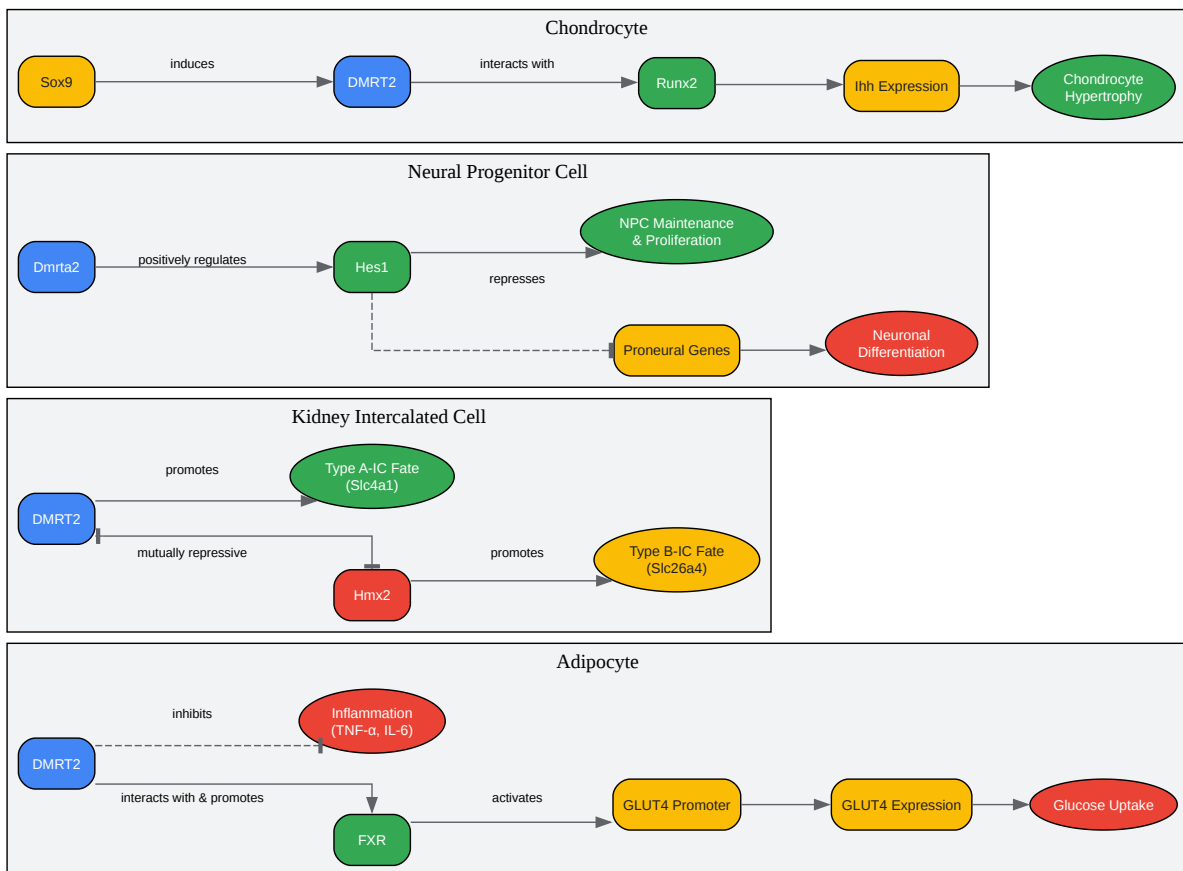 Chondrocyte
Sox9
induces
DMRT2
interacts with
Runx2
Ihh Expression
Chondrocyte
Hypertrophy
Neural Progenitor Cell
Dmrta2
positively regulates
Hes1
NPC Maintenance
& Proliferation
represses
Proneural Genes
Neuronal
Differentiation
Kidney Intercalated Cell
DMRT2
promotes
Type A-IC Fate
(Slc4a1)
mutually repressive
Hmx2
promotes
Type B-IC Fate
(Slc26a4)
Adipocyte
DMRT2
inhibits
Inflammation
(TNF-α, IL-6)
interacts with & promotes
FXR
activates
GLUT4 Promoter
GLUT4 Expression
Glucose Uptake